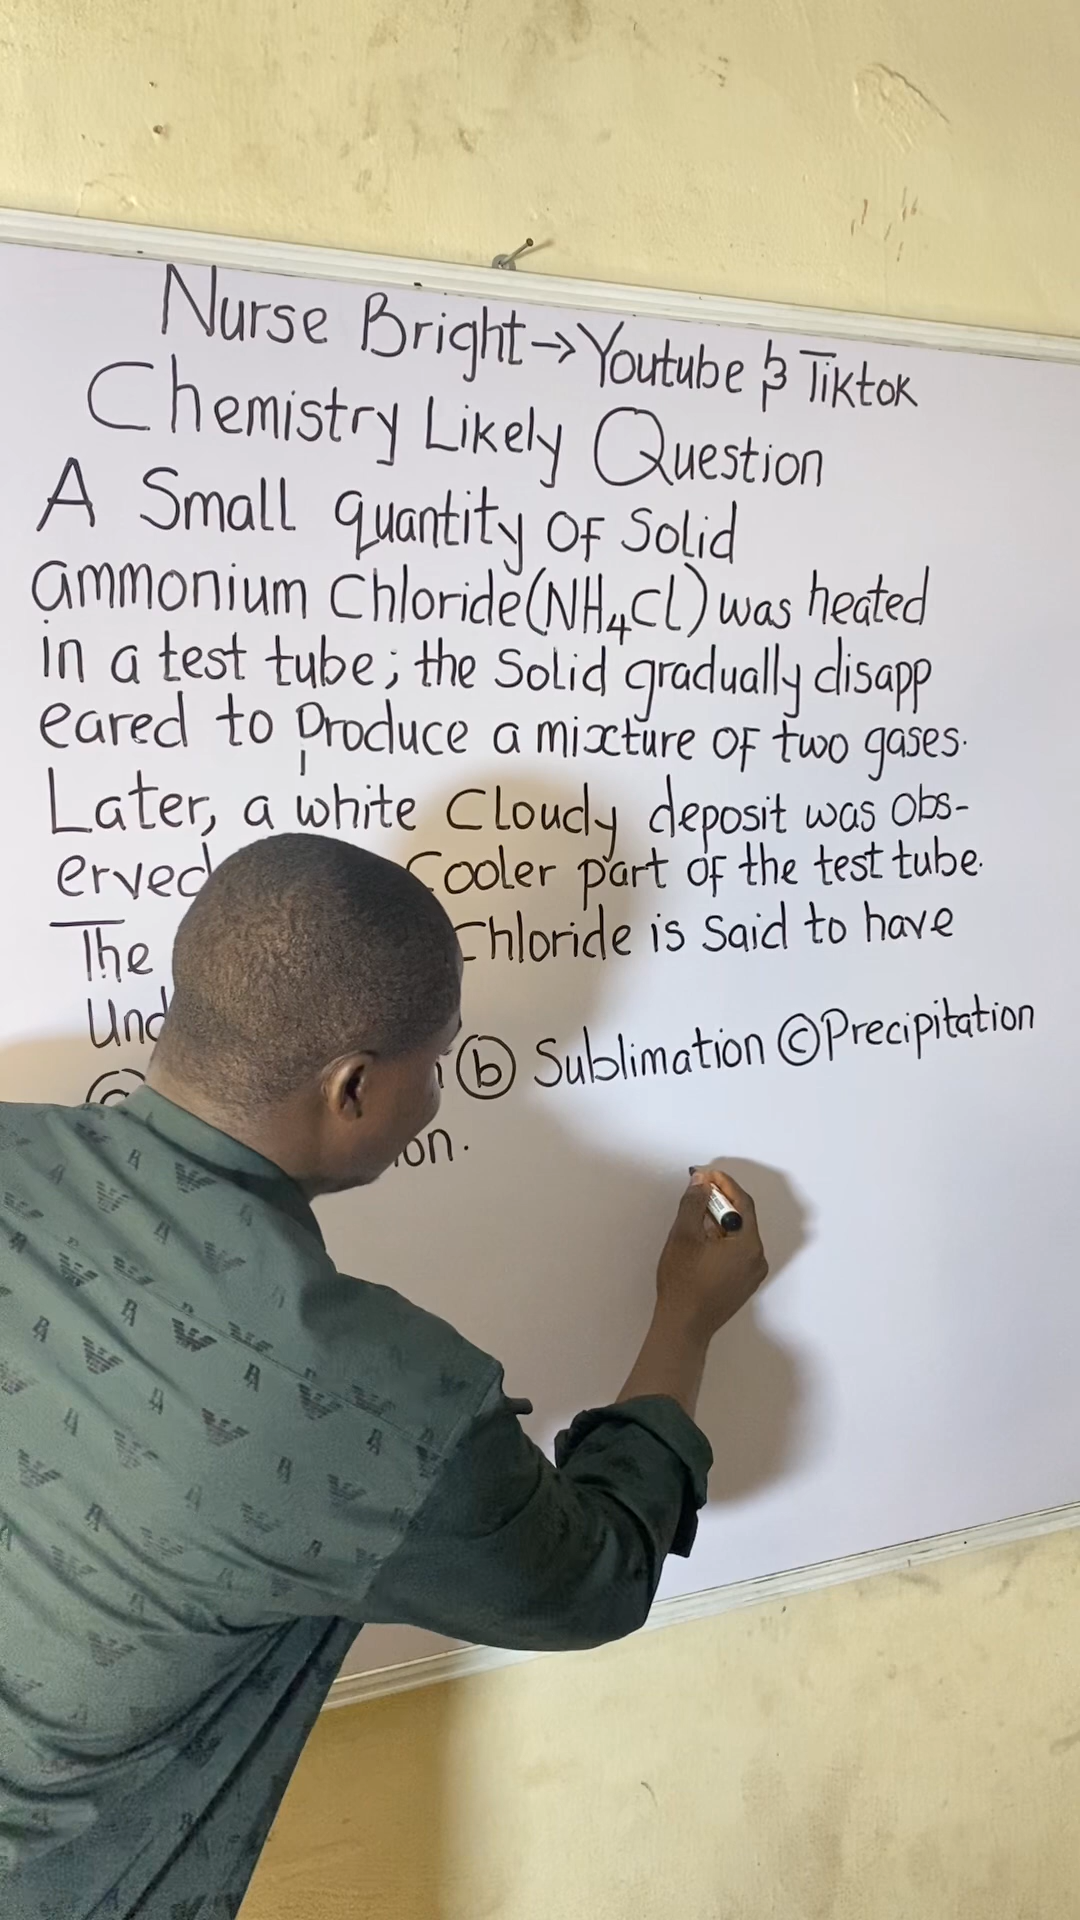 Nurse Bright→Youtube & Tiktok
Chemistry Likely Question
A Small quantity OF Solid
ammonium Chloride(NH₄Cl) was heated
in a test tube; the Solid gradually disapp
eared to produce a mixture OF two gases.
Later, a white Cloudy deposit was obs-
erved Cooler part of the test tube.
The Chloride is Said to have
Und
ⓑ Sublimation ⓒ Precipitation
on.